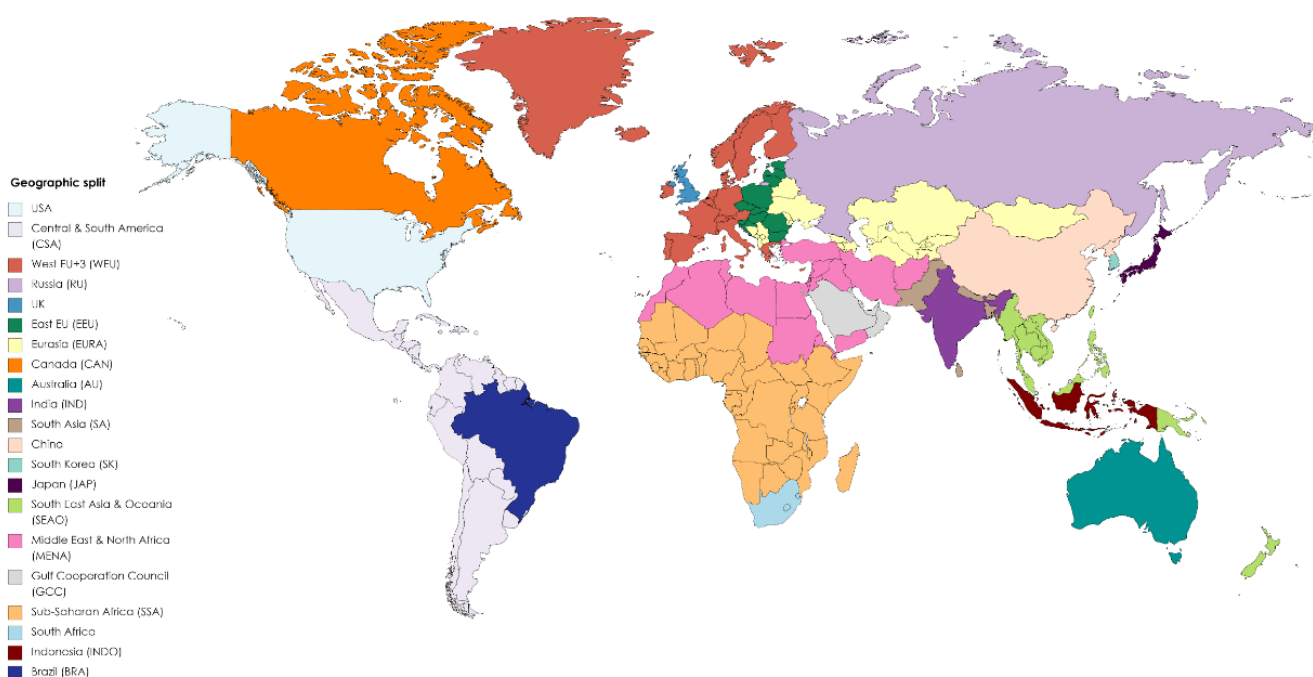 Geographic split
USA
Central & South America
(CSA)
West EU+3 (WEU)
Russia (RU)
UK
East EU (EEU)
Eurasia (EURA)
Canada (CAN)
Australia (AU)
India (IND)
South Asia (SA)
China
South Korea (SK)
Japan (JAP)
South East Asia & Oceania
(SEAO)
Middle East & North Africa
(MENA)
Gulf Cooperation Council
(GCC)
Sub-Saharan Africa (SSA)
South Africa
Indonesia (INDO)
Brazil (BRA)